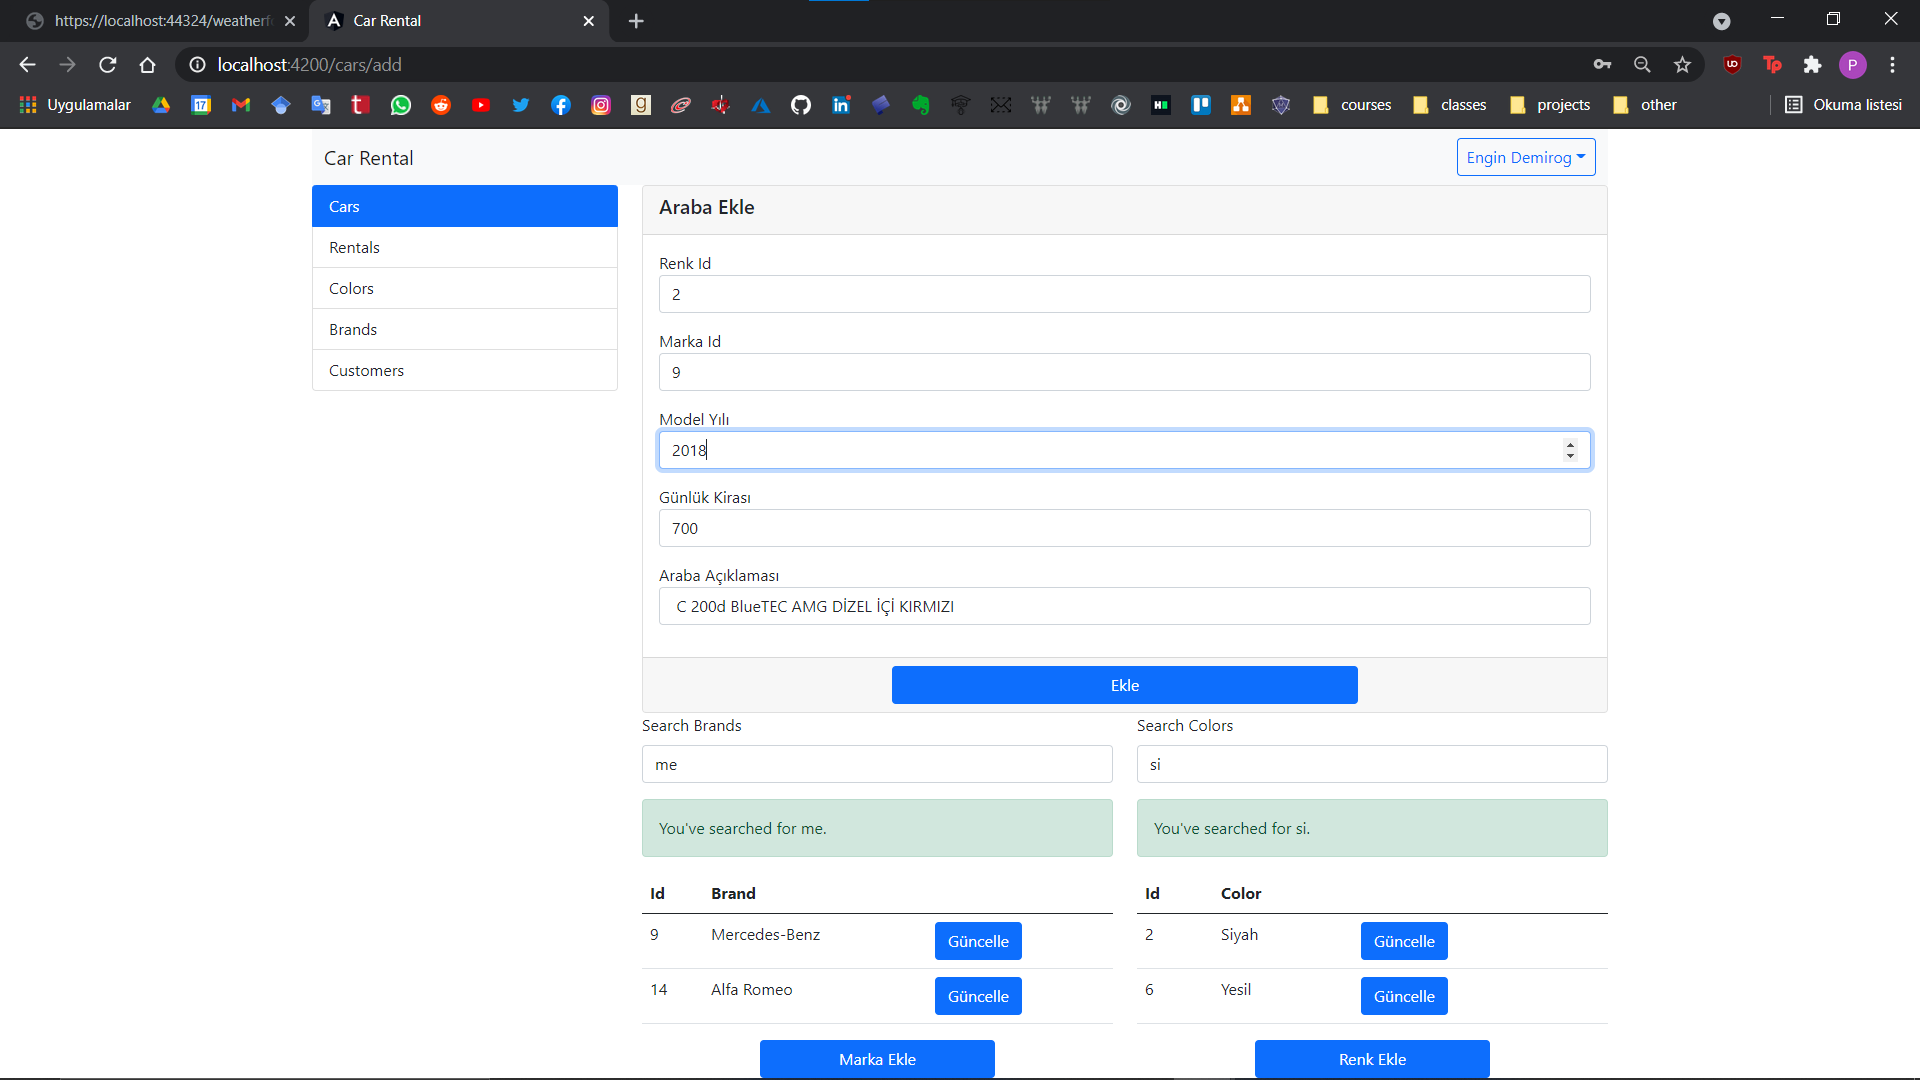 https://localhost:44324/weatherf
Car Rental
localhost:4200/cars/add
Uygulamalar
courses
classes
projects
other
Okuma listesi
Car Rental
Engin Demirog
Cars
Rentals
Colors
Brands
Customers
Araba Ekle
Renk Id
2
Marka Id
9
Model Yılı
2018
Günlük Kirası
700
Araba Açıklaması
C 200d BlueTEC AMG DİZEL İÇİ KIRMIZI
Ekle
Search Brands
me
You've searched for me.
Id Brand
9 Mercedes-Benz Güncelle
14 Alfa Romeo Güncelle
Marka Ekle
Search Colors
si
You've searched for si.
Id Color
2 Siyah Güncelle
6 Yesil Güncelle
Renk Ekle